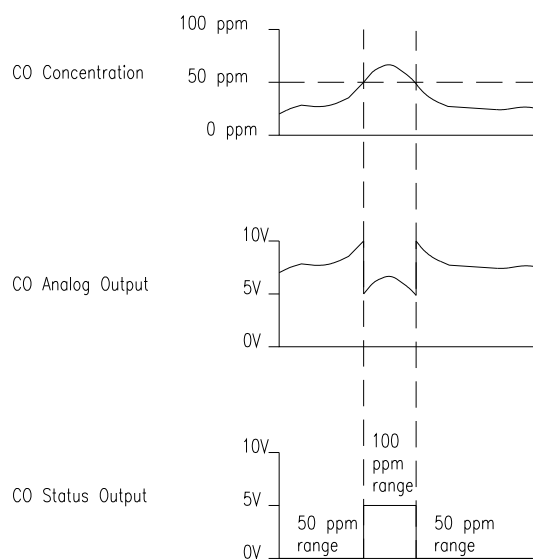 100 ppm
CO Concentration
50 ppm
0 ppm
10V
CO Analog Output
5V
0V
10V
100
ppm
range
CO Status Output
5V
50 ppm
range
50 ppm
range
0V